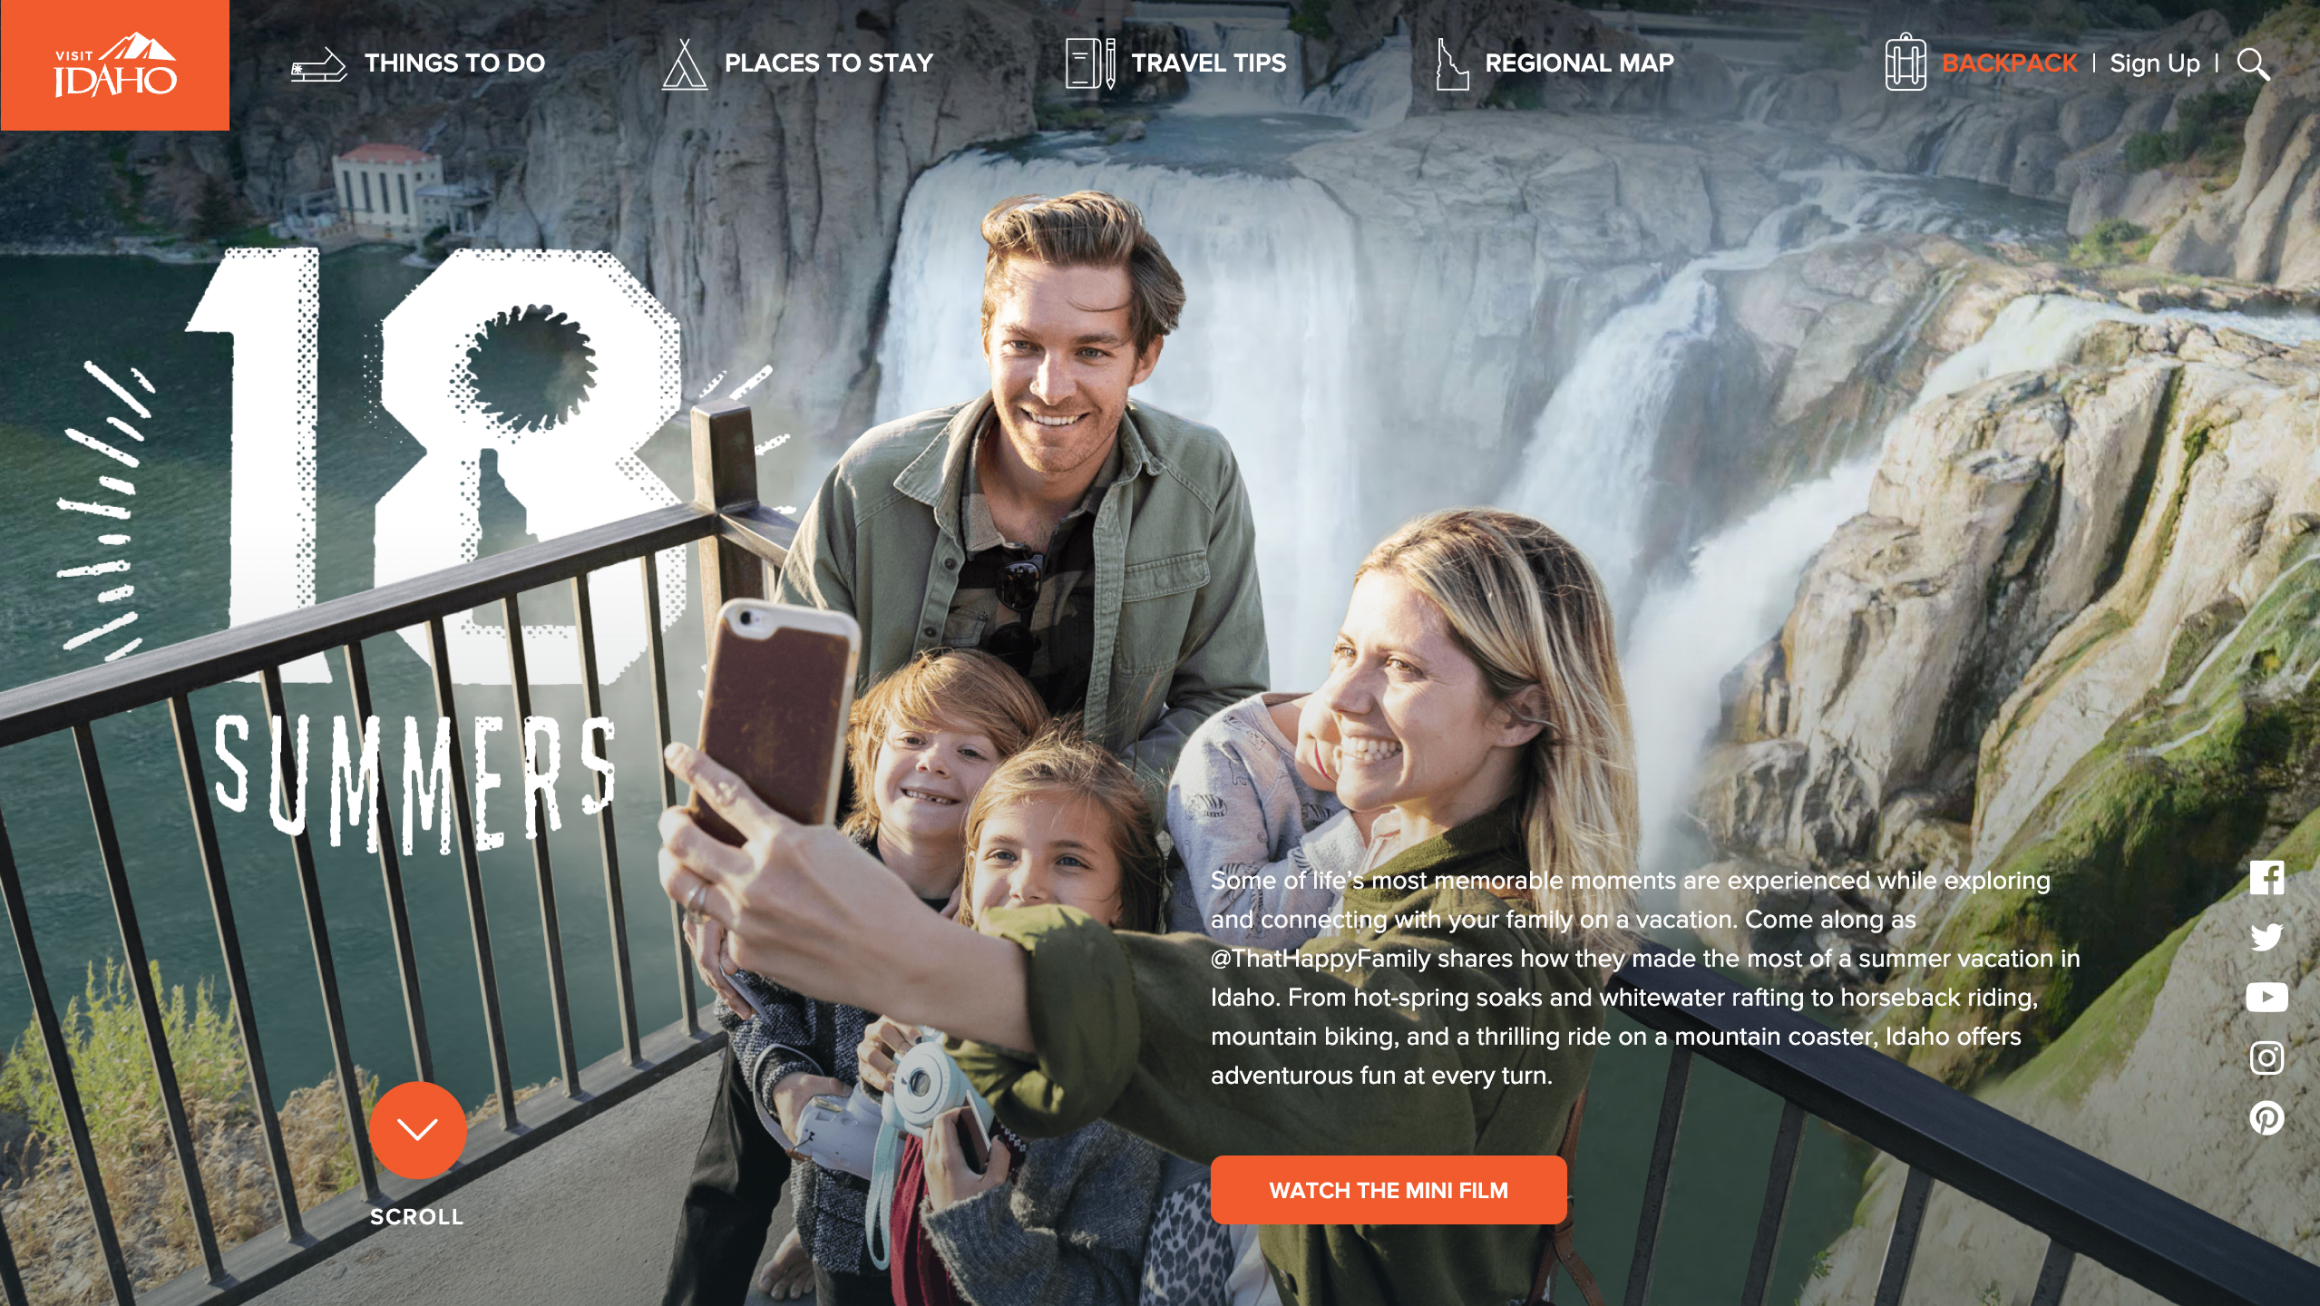 VISIT
IDAHO
THINGS TO DO
PLACES TO STAY
TRAVEL TIPS
REGIONAL MAP
BACKPACK | Sign Up |
18
SUMMERS
Some of life's most memorable moments are experienced while exploring
and connecting with your family on a vacation. Come along as
@ThatHappyFamily shares how they made the most of a summer vacation in
Idaho. From hot-spring soaks and whitewater rafting to horseback riding,
mountain biking, and a thrilling ride on a mountain coaster, Idaho offers
adventurous fun at every turn.
WATCH THE MINI FILM
SCROLL